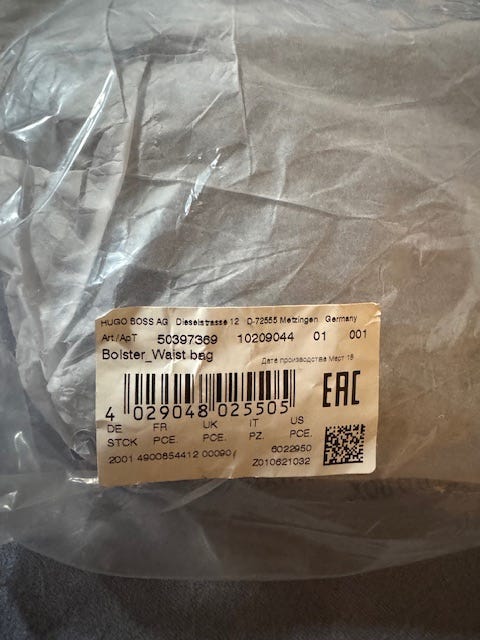 HUGO BOSS AG Dieselstrasse 12 D-72555 Metzingen Germany
Art./АрТ 50397369 10209044 01 001
Bolster_Waist bag
Дата производства Март 18
EAC
4 029048 025505
DE FR UK IT US
STCK PCE. PCE. PZ. PCE.
6022950
2001 4900854412 00090 Z010621032